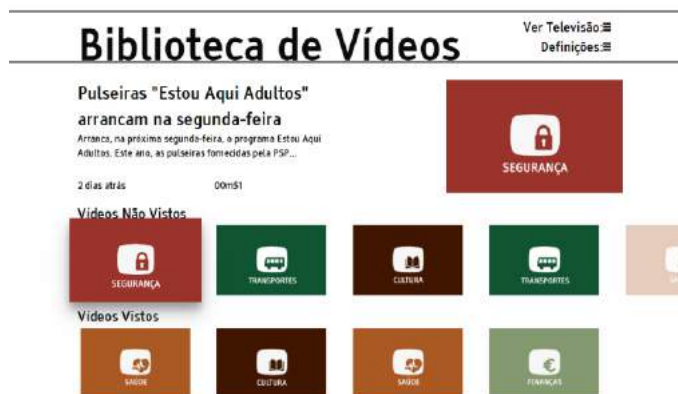 Biblioteca de Vídeos
Ver Televisão:≡
Definições:≡
Pulseiras "Estou Aqui Adultos"
arrancam na segunda-feira
Arranca, na próxima segunda-feira, o programa Estou Aqui
Adultos. Este ano, as pulseiras fornecidas pela PSP...
2 dias atrás
00m51
SEGURANÇA
Vídeos Não Vistos
SEGURANÇA
TRANSPORTES
CULTURA
TRANSPORTES
Vídeos Vistos
SAÚDE
CULTURA
SAÚDE
FINANÇAS